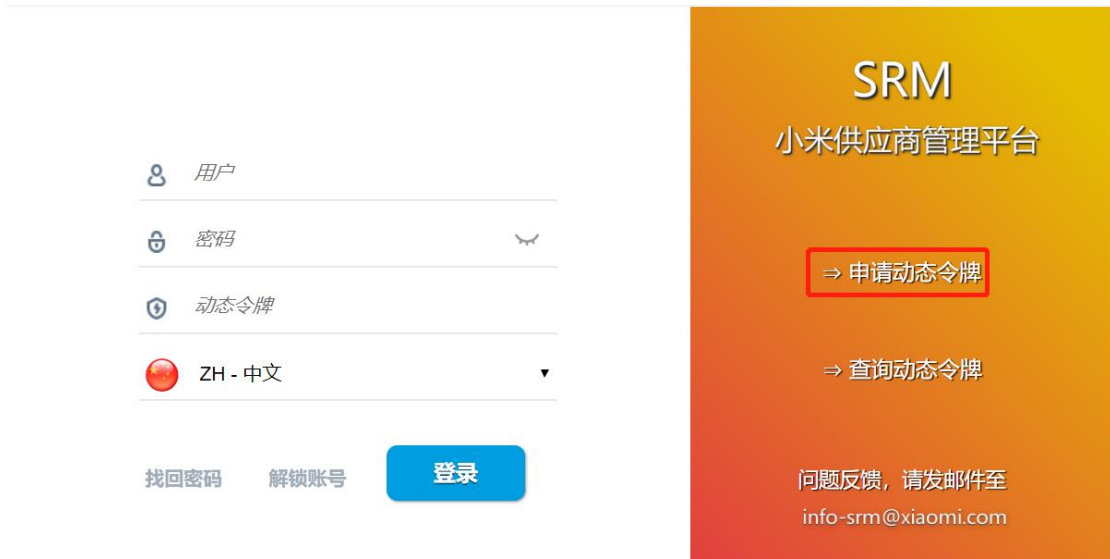 用户
密码
动态令牌
ZH - 中文
找回密码 解锁账号 登录
SRM
小米供应商管理平台
⇒ 申请动态令牌
⇒ 查询动态令牌
问题反馈，请发邮件至
info-srm@xiaomi.com